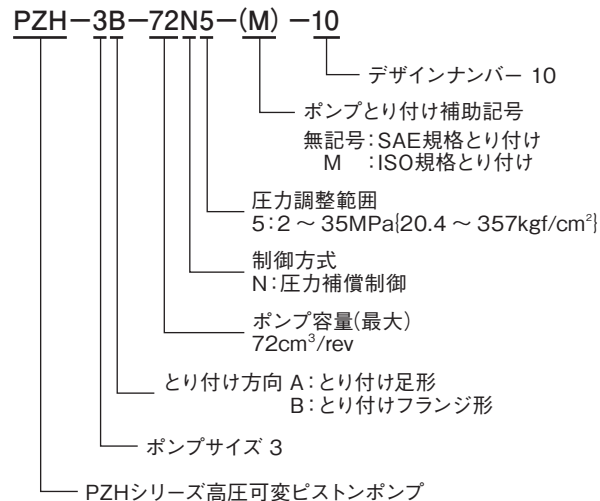 PZH-3B-72N5-(M)-10
デザインナンバー 10
ポンプとり付け補助記号
無記号:SAE規格とり付け
M :ISO規格とり付け
圧力調整範囲
5:2 ~ 35MPa{20.4 ~ 357kgf/cm²}
制御方式
N:圧力補償制御
ポンプ容量(最大)
72cm³/rev
とり付け方向 A:とり付け足形
B:とり付けフランジ形
ポンプサイズ 3
PZHシリーズ高圧可変ピストンポンプ